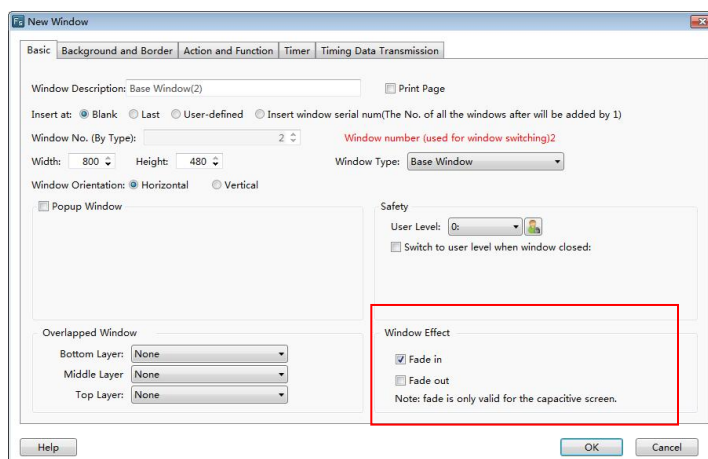 Fs New Window
Basic Background and Border Action and Function Timer Timing Data Transmission
Window Description: Base Window(2) Print Page
Insert at: Blank Last User-defined Insert window serial num(The No. of all the windows after will be added by 1)
Window No. (By Type): 2 Window number (used for window switching)2
Width: 800 Height: 480 Window Type: Base Window
Window Orientation: Horizontal Vertical
Popup Window Safety
User Level: 0:
Switch to user level when window closed:
Overlapped Window Window Effect
Bottom Layer: None Fade in
Middle Layer None Fade out
Top Layer: None Note: fade is only valid for the capacitive screen.
Help OK Cancel